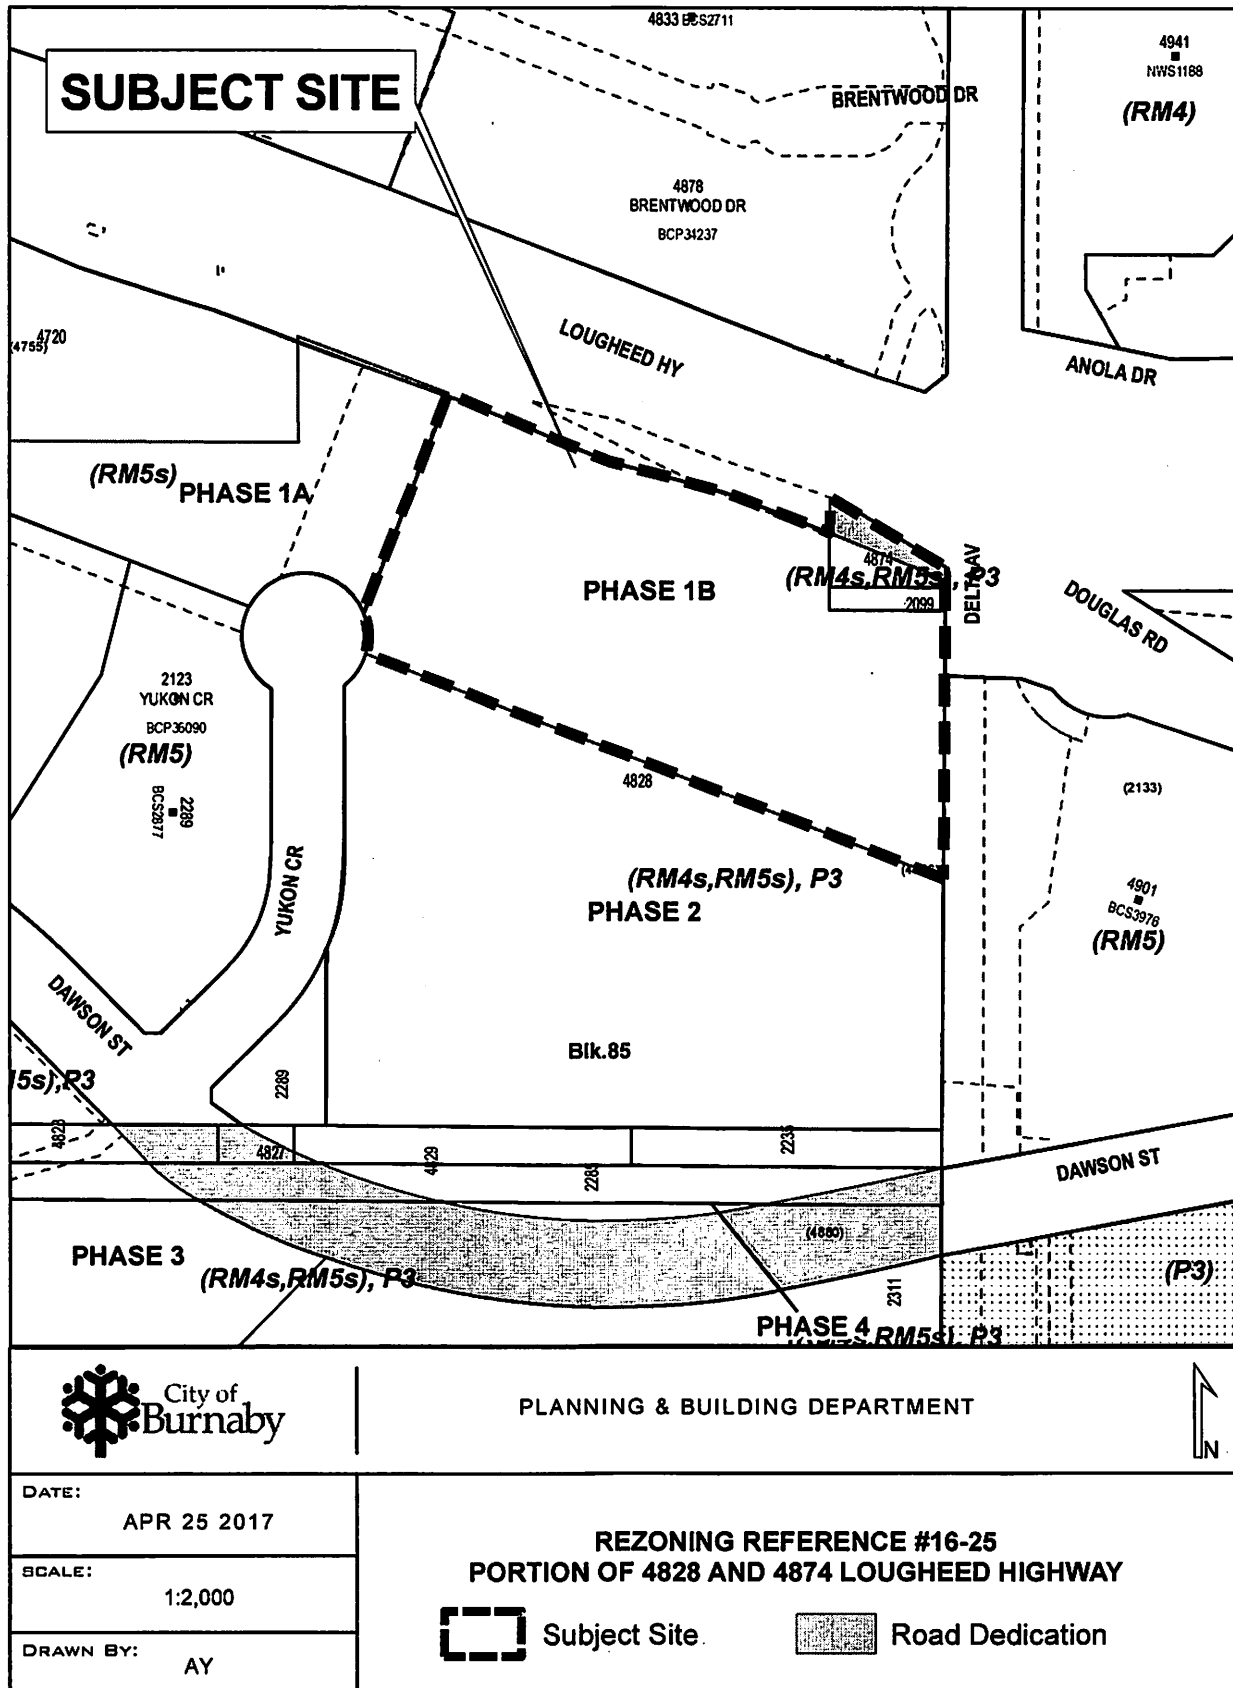 4833 BCS2711
4941
NWS1188
(RM4)
SUBJECT SITE
BRENTWOOD DR
4878
BRENTWOOD DR
BCP34237
LOUGHEED HY
ANOLA DR
4720
(4755)
(RM5s)
PHASE 1A
PHASE 1B
4874
(RM4s,RM5s), P3
2099
DELTA AV
DOUGLAS RD
2123
YUKON CR
BCP36090
(RM5)
2289
BCS2877
4828
(2133)
YUKON CR
(RM4s,RM5s), P3
PHASE 2
4901
BCS3976
(RM5)
DAWSON ST
Blk.85
2289
5s),P3
4828
4827
4829
2285
2235
DAWSON ST
PHASE 3
(RM4s,RM5s), P3
(4880)
2311
(P3)
PHASE 4
RM5s), P3
City of
Burnaby
PLANNING & BUILDING DEPARTMENT
N
DATE:
APR 25 2017
SCALE:
1:2,000
DRAWN BY:
AY
REZONING REFERENCE #16-25
PORTION OF 4828 AND 4874 LOUGHEED HIGHWAY
Subject Site
Road Dedication